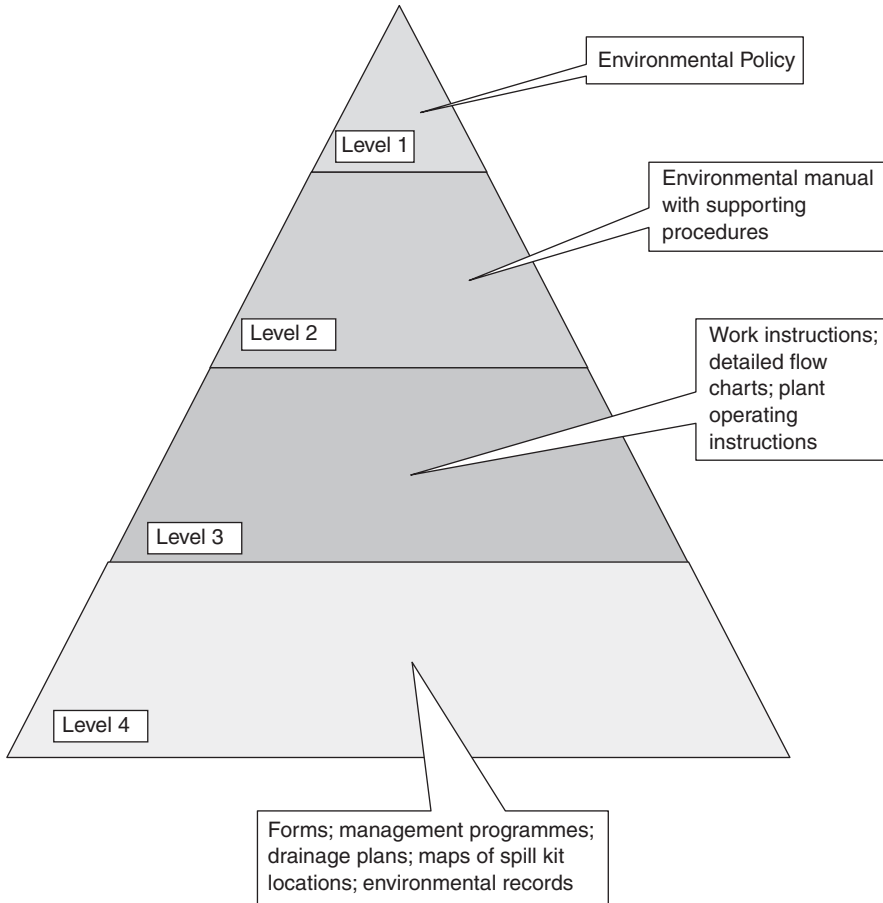 Environmental Policy
Level 1
Environmental manual
with supporting
procedures
Level 2
Work instructions;
detailed flow
charts; plant
operating
instructions
Level 3
Level 4
Forms; management programmes;
drainage plans; maps of spill kit
locations; environmental records